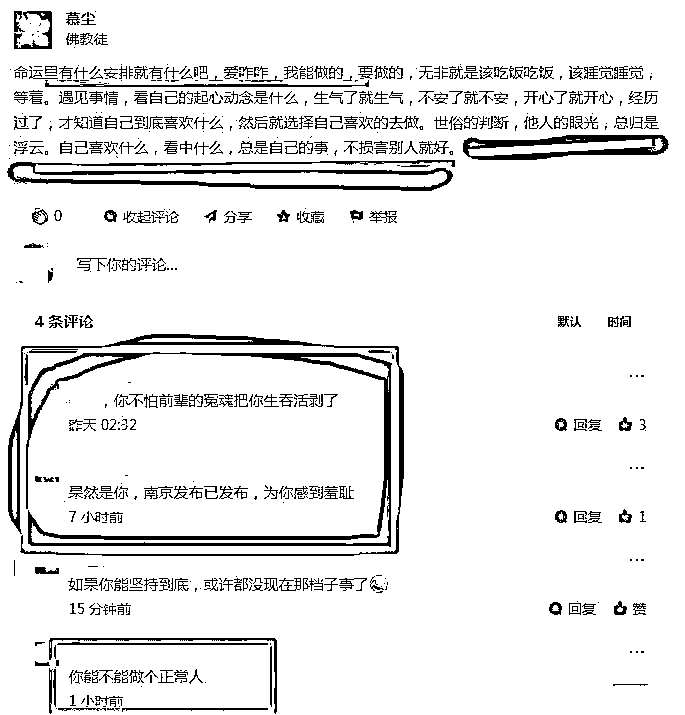 慕尘
佛教徒
命运里有什么安排就有什么吧，爱咋咋，我能做的，要做的，无非就是该吃饭吃饭，该睡觉睡觉；
等着。遇见事情，看自己的起心动念是什么，生气了就生气，不安了就不安，开心了就开心，经历
过了；才知道自己到底喜欢什么，然后就选择自己喜欢的去做。世俗的判断，他人的眼光；总归是
浮云。自己喜欢什么，看中什么，总是自己的事，不损害别人就好。
0 收起评论 分享 收藏 举报
写下你的评论...
4 条评论 默认 时间
...
，你不怕前辈的冤魂把你生吞活剥了
昨天 02:32 回复 3
...
果然是你，南京发布已发布，为你感到羞耻
7 小时前 回复 1
...
如果你能坚持到底，或许都没现在那档子事了
15 分钟前 回复 赞
...
你能不能做个正常人
1 小时前